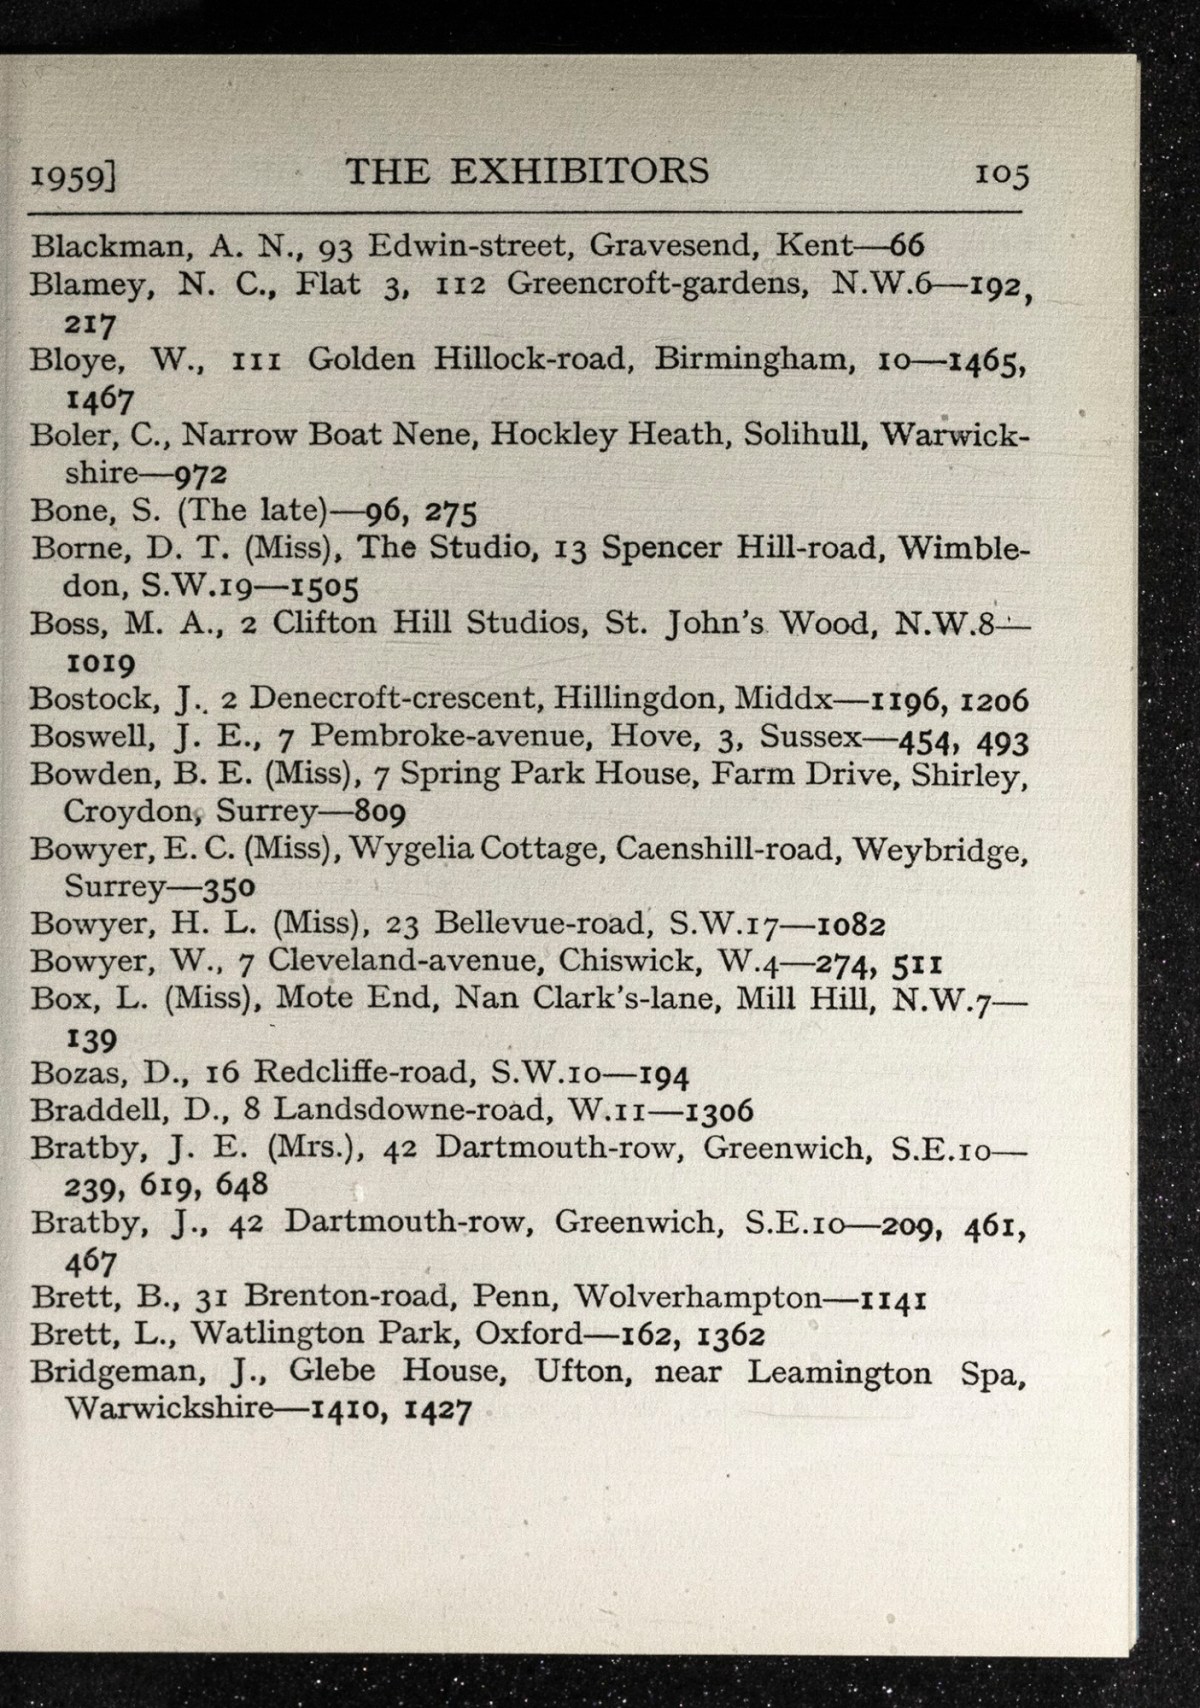 1959] THE EXHIBITORS 105
Blackman, A. N., 93 Edwin-street, Gravesend, Kent—66
Blamey, N. C., Flat 3, 112 Greencroft-gardens, N.W.6—192,
217
Bloye, W., 111 Golden Hillock-road, Birmingham, 10—1465,
1467
Boler, C., Narrow Boat Nene, Hockley Heath, Solihull, Warwick-
shire—972
Bone, S. (The late)—96, 275
Borne, D. T. (Miss), The Studio, 13 Spencer Hill-road, Wimble-
don, S.W.19—1505
Boss, M. A., 2 Clifton Hill Studios, St. John's Wood, N.W.8—
1019
Bostock, J., 2 Denecroft-crescent, Hillingdon, Middx—1196, 1206
Boswell, J. E., 7 Pembroke-avenue, Hove, 3, Sussex—454, 493
Bowden, B. E. (Miss), 7 Spring Park House, Farm Drive, Shirley,
Croydon, Surrey—809
Bowyer, E. C. (Miss), Wygelia Cottage, Caenshill-road, Weybridge,
Surrey—350
Bowyer, H. L. (Miss), 23 Bellevue-road, S.W.17—1082
Bowyer, W., 7 Cleveland-avenue, Chiswick, W.4—274, 511
Box, L. (Miss), Mote End, Nan Clark's-lane, Mill Hill, N.W.7—
139
Bozas, D., 16 Redcliffe-road, S.W.10—194
Braddell, D., 8 Landsdowne-road, W.11—1306
Bratby, J. E. (Mrs.), 42 Dartmouth-row, Greenwich, S.E.10—
239, 619, 648
Bratby, J., 42 Dartmouth-row, Greenwich, S.E.10—209, 461,
467
Brett, B., 31 Brenton-road, Penn, Wolverhampton—1141
Brett, L., Watlington Park, Oxford—162, 1362
Bridgeman, J., Glebe House, Ufton, near Leamington Spa,
Warwickshire—1410, 1427